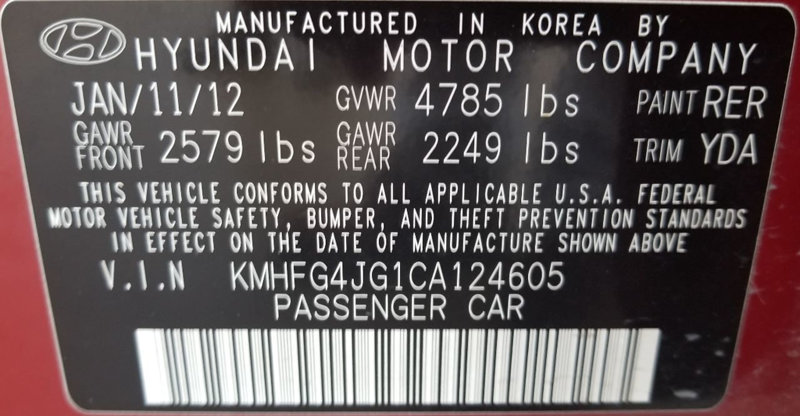 MANUFACTURED IN KOREA BY
HYUNDAI MOTOR COMPANY
JAN/11/12 GVWR 4785 lbs PAINT RER
GAWR FRONT 2579 lbs GAWR REAR 2249 lbs TRIM YDA
THIS VEHICLE CONFORMS TO ALL APPLICABLE U.S.A. FEDERAL
MOTOR VEHICLE SAFETY, BUMPER, AND THEFT PREVENTION STANDARDS
IN EFFECT ON THE DATE OF MANUFACTURE SHOWN ABOVE
V.I.N KMHFG4JG1CA124605
PASSENGER CAR